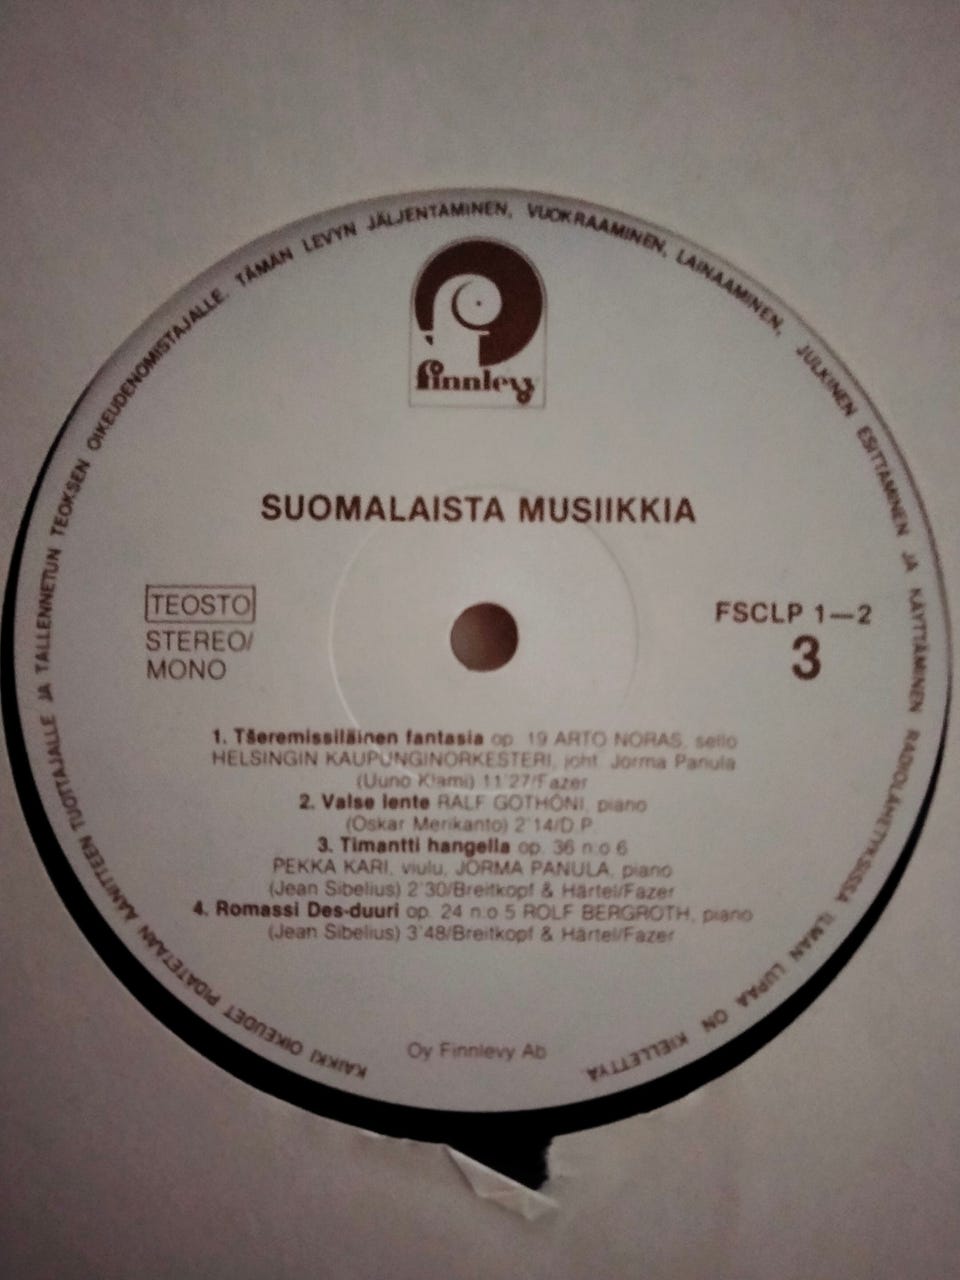 KAIKKI OIKEUDET PIDÄTETÄÄN ÄÄNITTEEN TUOTTAJALLE JA TALLENNETUN TEOKSEN OIKEUDENOMISTAJALLE. TÄMÄN LEVYN JÄLJENTÄMINEN, VUOKRAAMINEN, LAINAAMINEN, JULKINEN ESITTÄMINEN JA KÄYTTÄMINEN RADIOLÄHETYKSISSÄ ILMAN LUPAA ON KIELLETTYÄ
finnlevy
SUOMALAISTA MUSIIKKIA
TEOSTO
STEREO/
MONO
FSCLP 1—2
3
1. Tšeremissiläinen fantasia op. 19 ARTO NORAS, sello
HELSINGIN KAUPUNGINORKESTERI, joht. Jorma Panula
(Uuno Klami) 11'27/Fazer
2. Valse lente RALF GOTHÓNI, piano
(Oskar Merikanto) 2'14/D.P.
3. Timantti hangella op. 36 n:o 6
PEKKA KARI, viulu, JORMA PANULA, piano
(Jean Sibelius) 2'30/Breitkopf & Härtel/Fazer
4. Romassi Des-duuri op. 24 n:o 5 ROLF BERGROTH, piano
(Jean Sibelius) 3'48/Breitkopf & Härtel/Fazer
Oy Finnlevy Ab